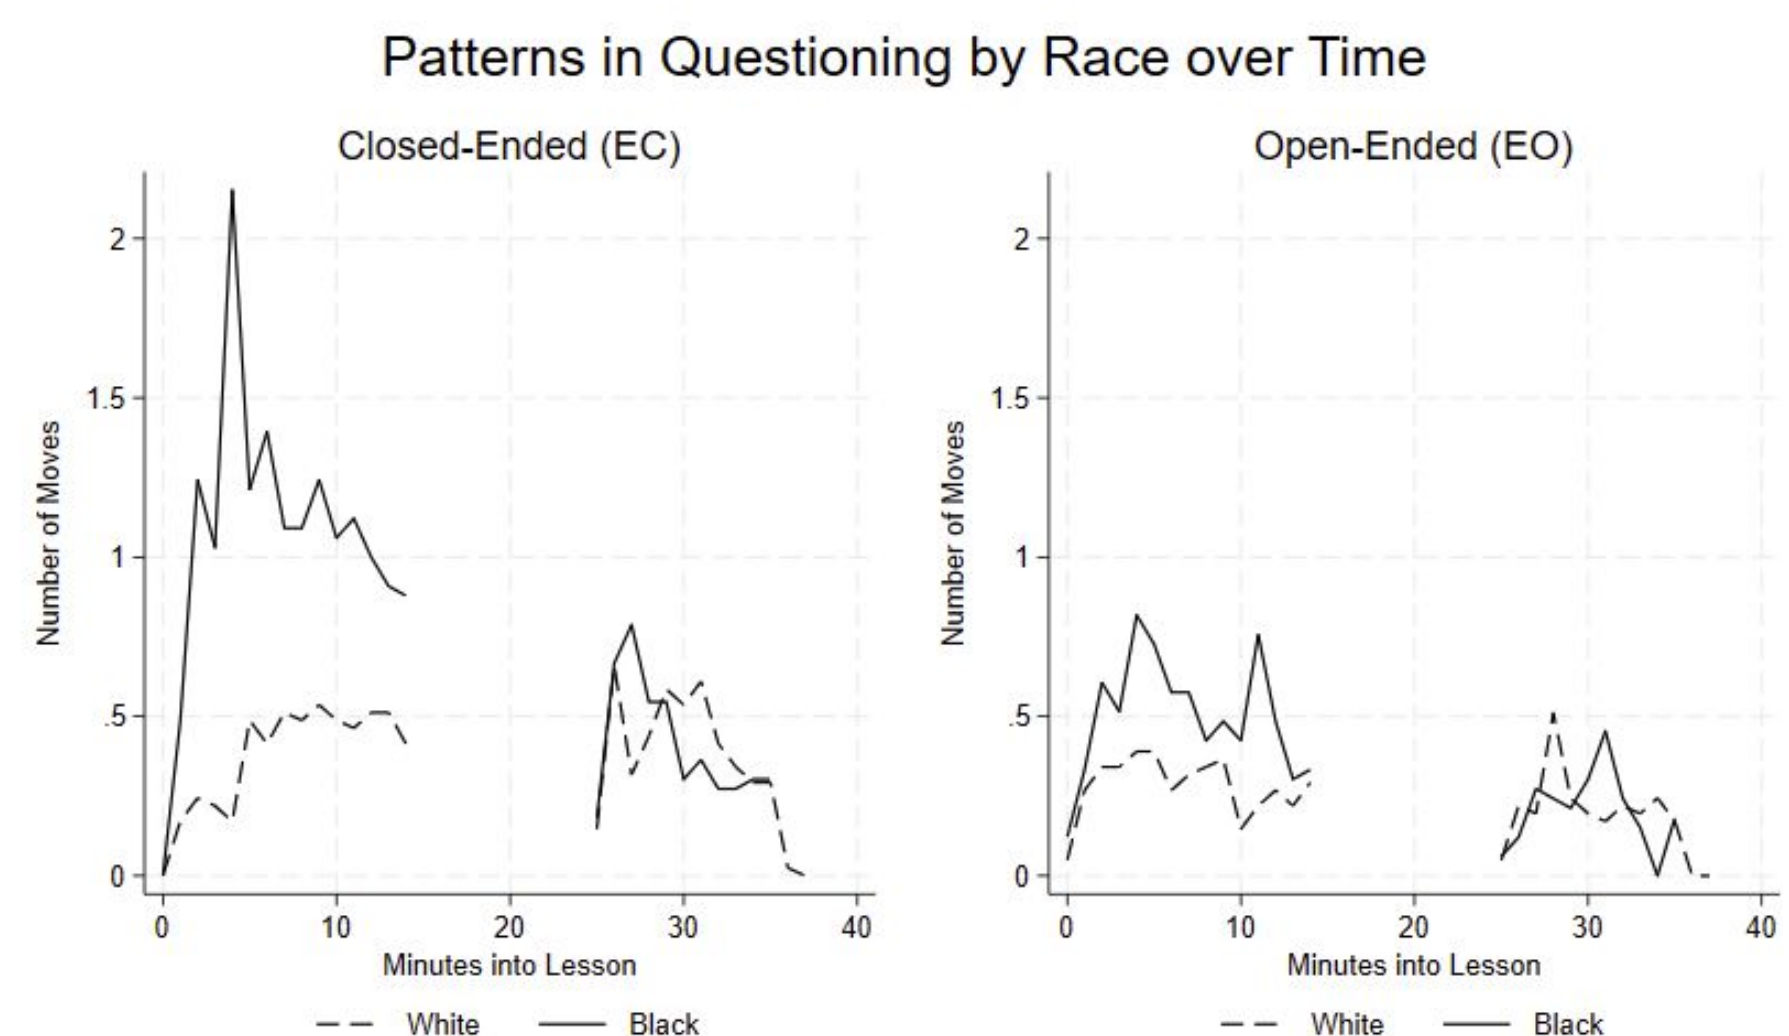 Patterns in Questioning by Race over Time
Closed-Ended (EC)
Number of Moves
2
1.5
1
.5
0
0 10 20 30 40
Minutes into Lesson
White Black
Open-Ended (EO)
Number of Moves
2
1.5
1
.5
0
0 10 20 30 40
Minutes into Lesson
White Black